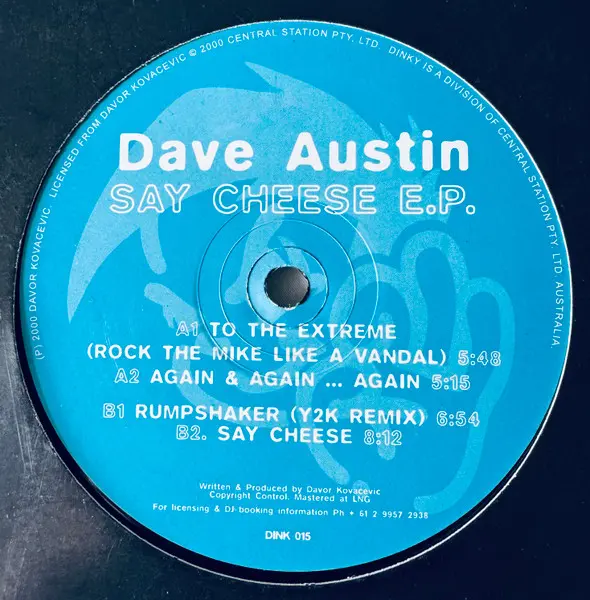 (P) 2000 DAVOR KOVACEVIC. LICENSED FROM DAVOR KOVACEVIC © 2000 CENTRAL STATION PTY. LTD. DINKY IS A DIVISION OF CENTRAL STATION PTY. LTD. AUSTRALIA.
Dave Austin
SAY CHEESE E.P.
A1 TO THE EXTREME
(ROCK THE MIKE LIKE A VANDAL) 5:48
A2 AGAIN & AGAIN ... AGAIN 5:15
B1 RUMPSHAKER (Y2K REMIX) 6:54
B2. SAY CHEESE 8:12
Written & Produced by Davor Kovacevic
Copyright Control. Mastered at LNG
For licensing & DJ booking information Ph + 61 2 9957 2938
DINK 015